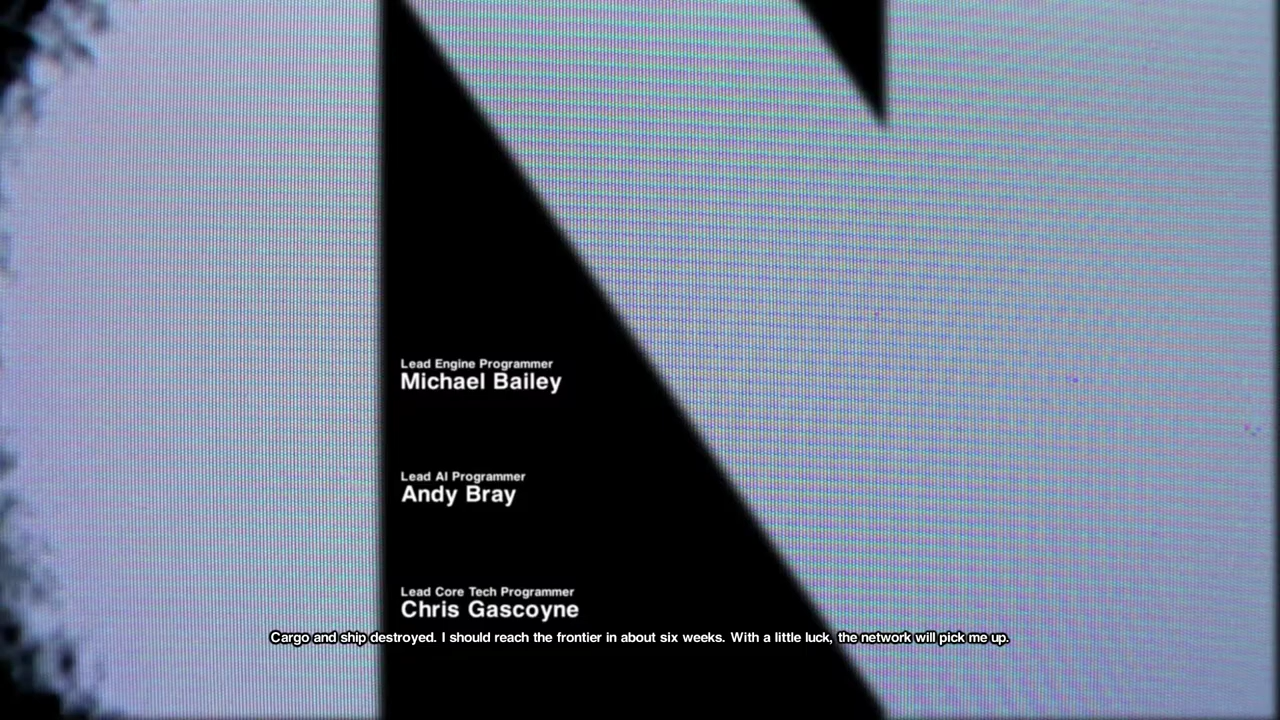 Lead Engine Programmer
Michael Bailey
Lead AI Programmer
Andy Bray
Lead Core Tech Programmer
Chris Gascoyne
Cargo and ship destroyed. I should reach the frontier in about six weeks. With a little luck, the network will pick me up.